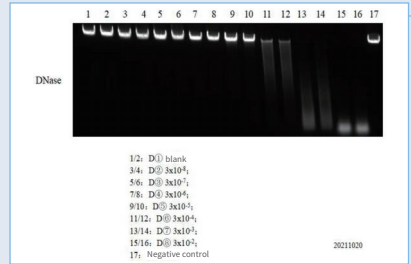 1 2 3 4 5 6 7 8 9 10 11 12 13 14 15 16 17
DNase
1/2: D① blank
3/4: D② 3x10-8;
5/6: D③ 3x10-7;
7/8: D④ 3x10-6;
9/10: D⑤ 3x10-5;
11/12: D⑥ 3x10-4;
13/14: D⑦ 3x10-3;
15/16: D⑧ 3x10-2;
20211020
17: Negative control